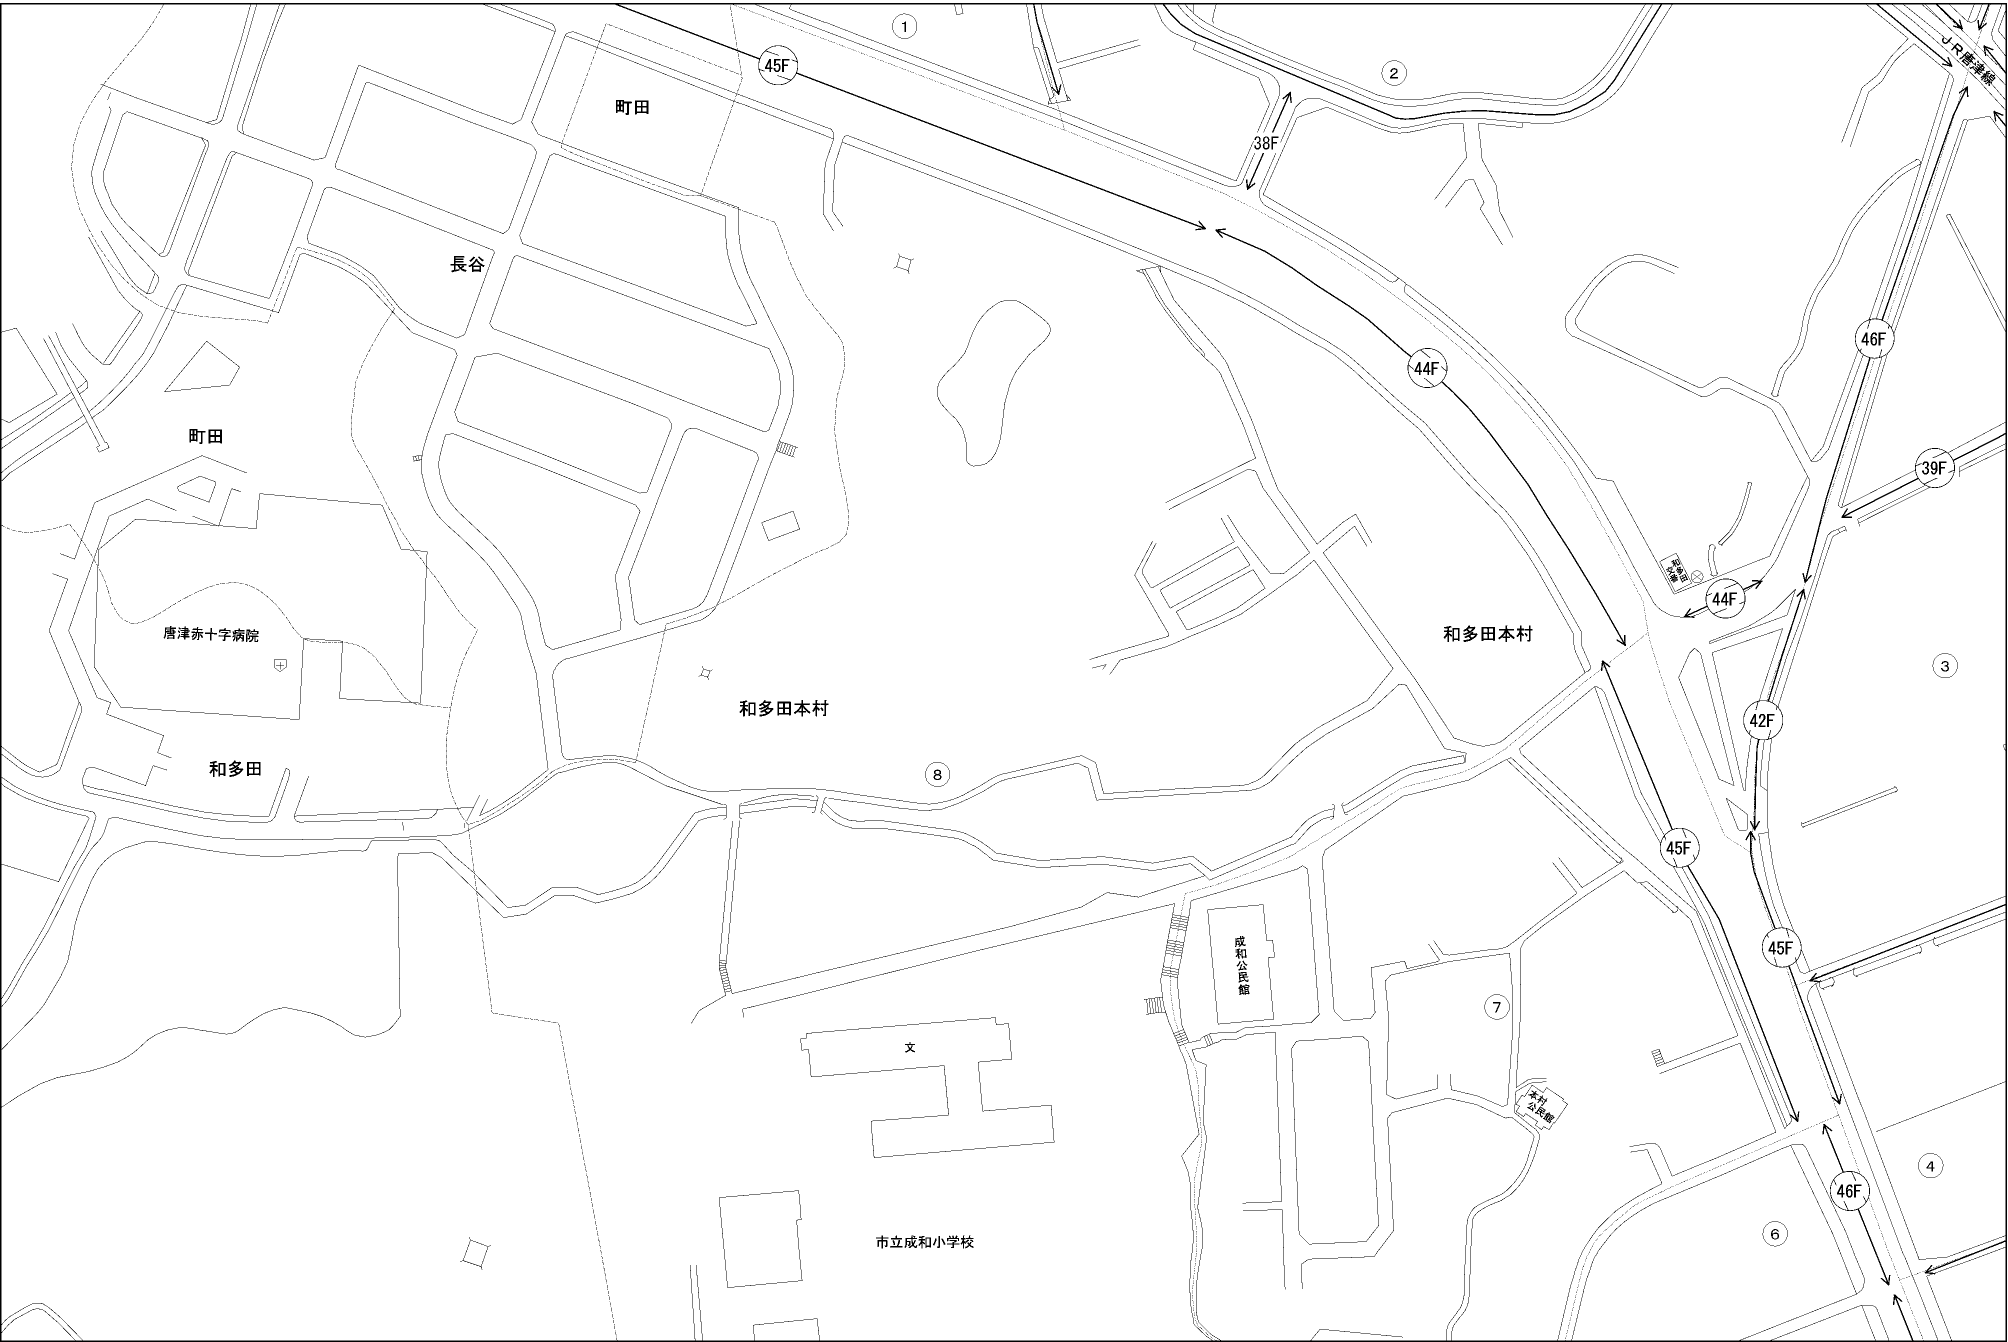 ①
45F
②
JR唐津線
町田
38F
長谷
46F
44F
町田
39F
和多田
交番
44F
唐津赤十字病院
和多田本村
③
和多田本村
42F
和多田
⑧
45F
45F
成和公民館
⑦
文
本村
公民館
④
46F
⑥
市立成和小学校